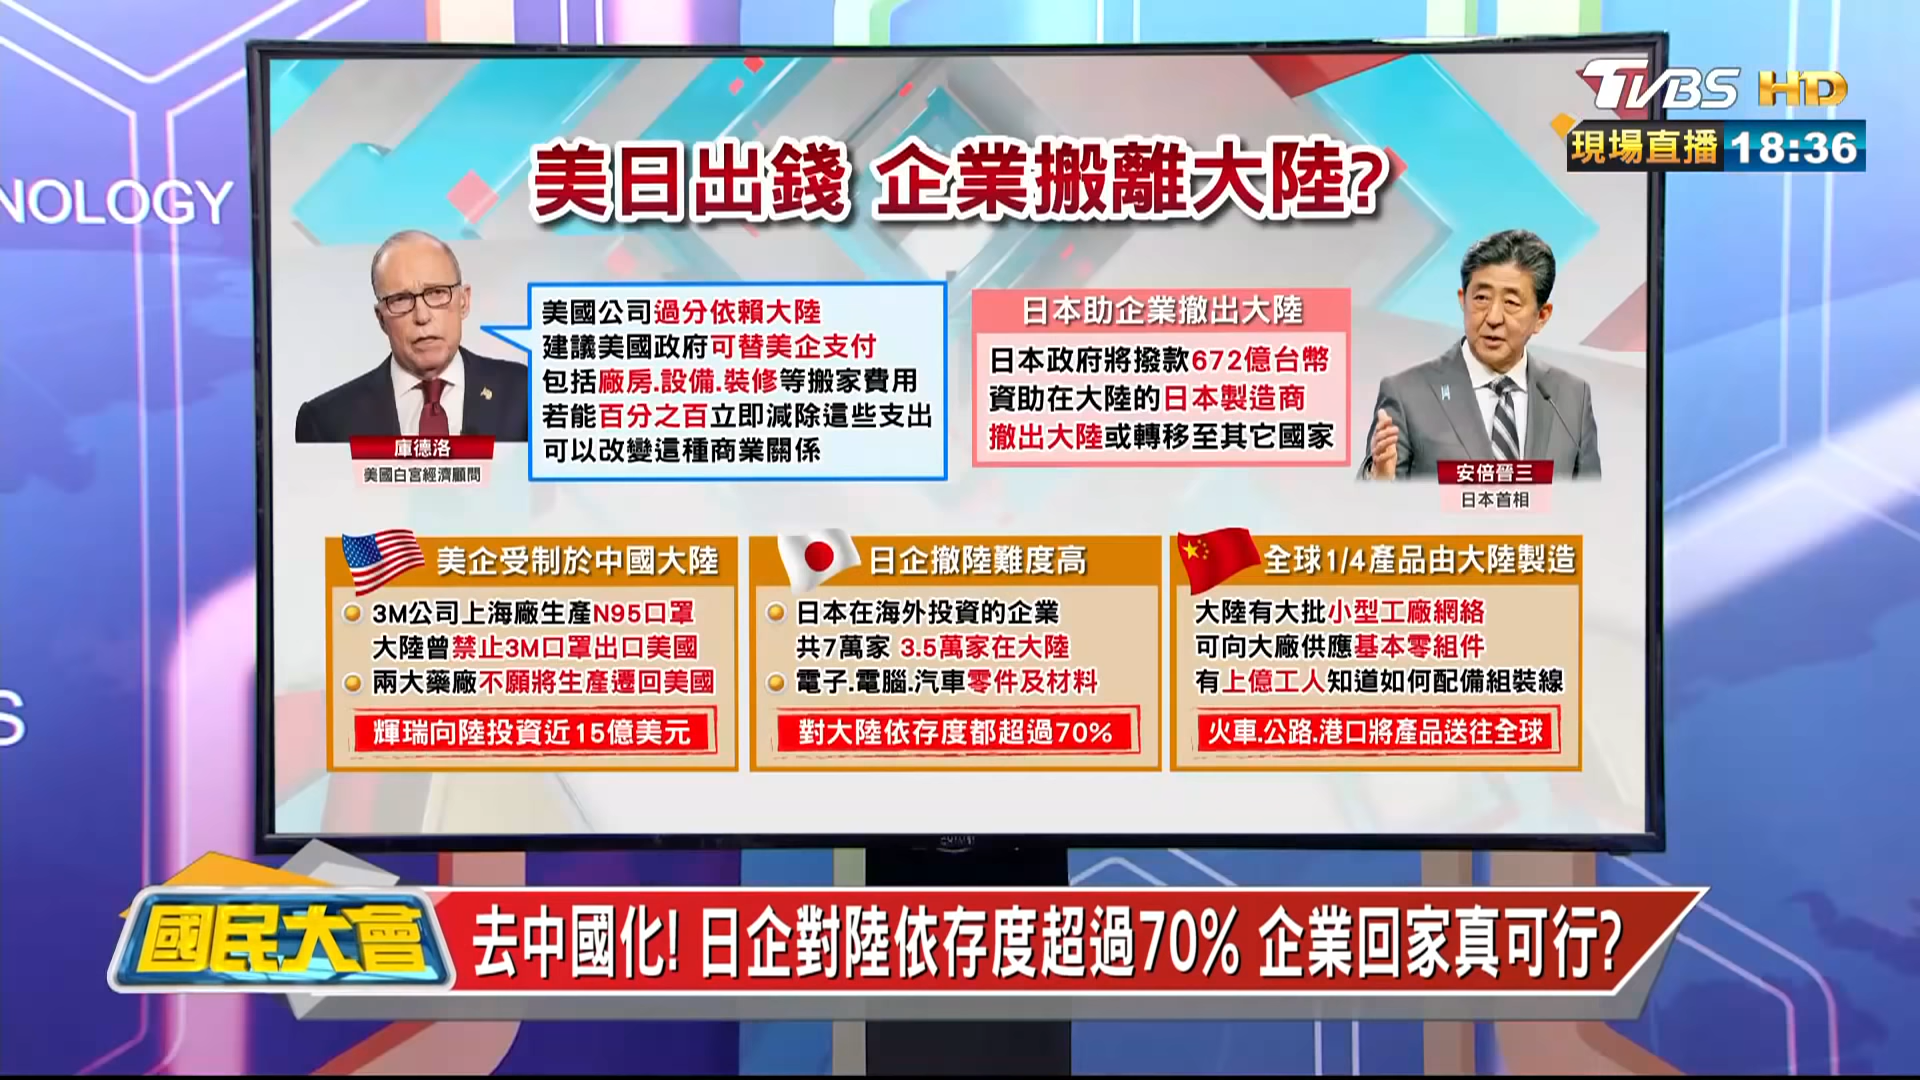 TVBS HD
現場直播 18:36
NOLOGY
S
美日出錢 企業搬離大陸?
美國公司過分依賴大陸
建議美國政府可替美企支付
包括廠房.設備.裝修等搬家費用
若能百分之百立即減除這些支出
可以改變這種商業關係
庫德洛
美國白宮經濟顧問
日本助企業撤出大陸
日本政府將撥款672億台幣
資助在大陸的日本製造商
撤出大陸或轉移至其它國家
安倍晉三
日本首相
美企受制於中國大陸
3M公司上海廠生產N95口罩
大陸曾禁止3M口罩出口美國
兩大藥廠不願將生產遷回美國
輝瑞向陸投資近15億美元
日企撤陸難度高
日本在海外投資的企業
共7萬家 3.5萬家在大陸
電子.電腦.汽車零件及材料
對大陸依存度都超過70%
全球1/4產品由大陸製造
大陸有大批小型工廠網絡
可向大廠供應基本零組件
有上億工人知道如何配備組裝線
火車.公路.港口將產品送往全球
國民大會
去中國化! 日企對陸依存度超過70% 企業回家真可行?